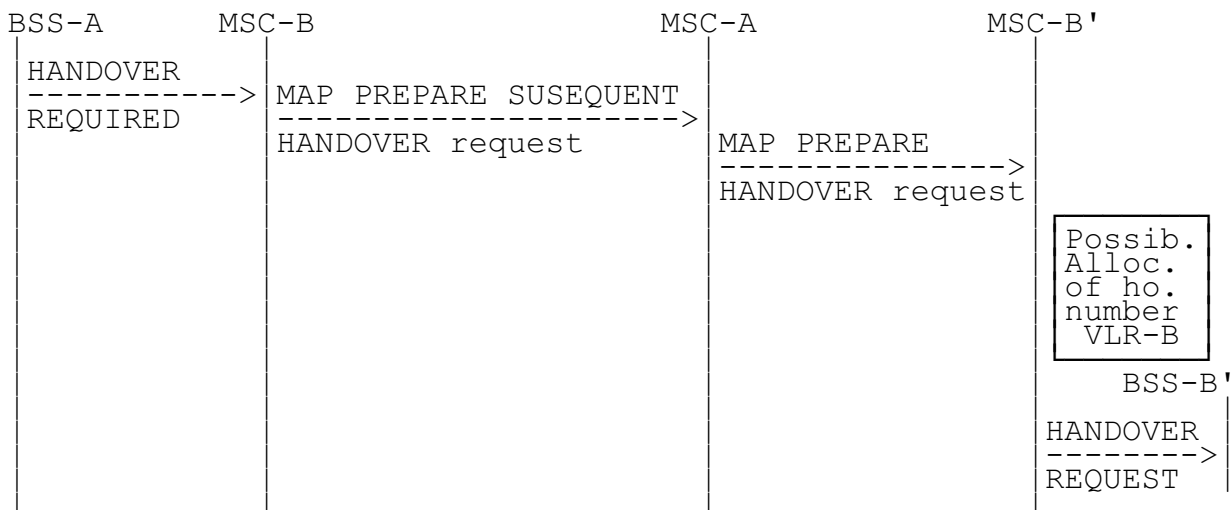 BSS-A MSC-B MSC-A MSC-B'
HANDOVER
----------->
MAP PREPARE SUSEQUENT
REQUIRED
--------------------->
HANDOVER request
MAP PREPARE
--------------->
HANDOVER request
Possib.
Alloc.
of ho.
number
VLR-B
BSS-B'
HANDOVER
-------->
REQUEST